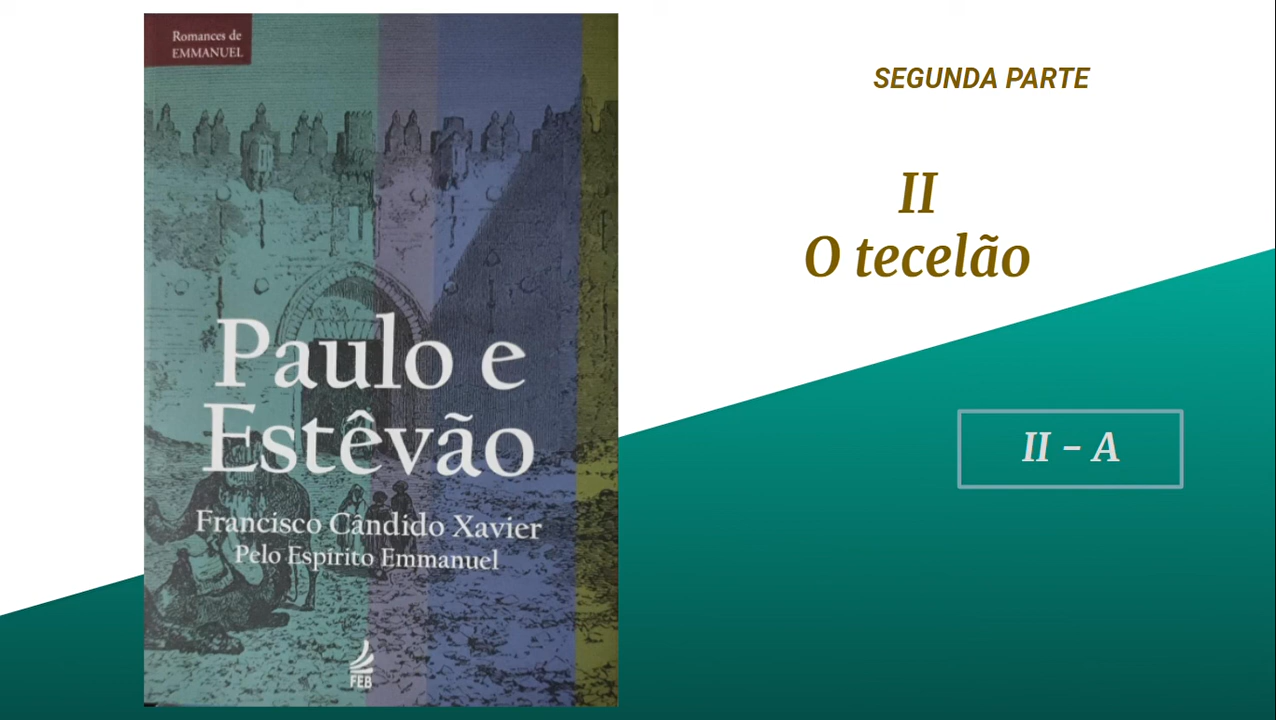 Romances de
EMMANUEL
Paulo e
Estêvão
Francisco Cândido Xavier
Pelo Espírito Emmanuel
FEB
SEGUNDA PARTE
II
O tecelão
II – A